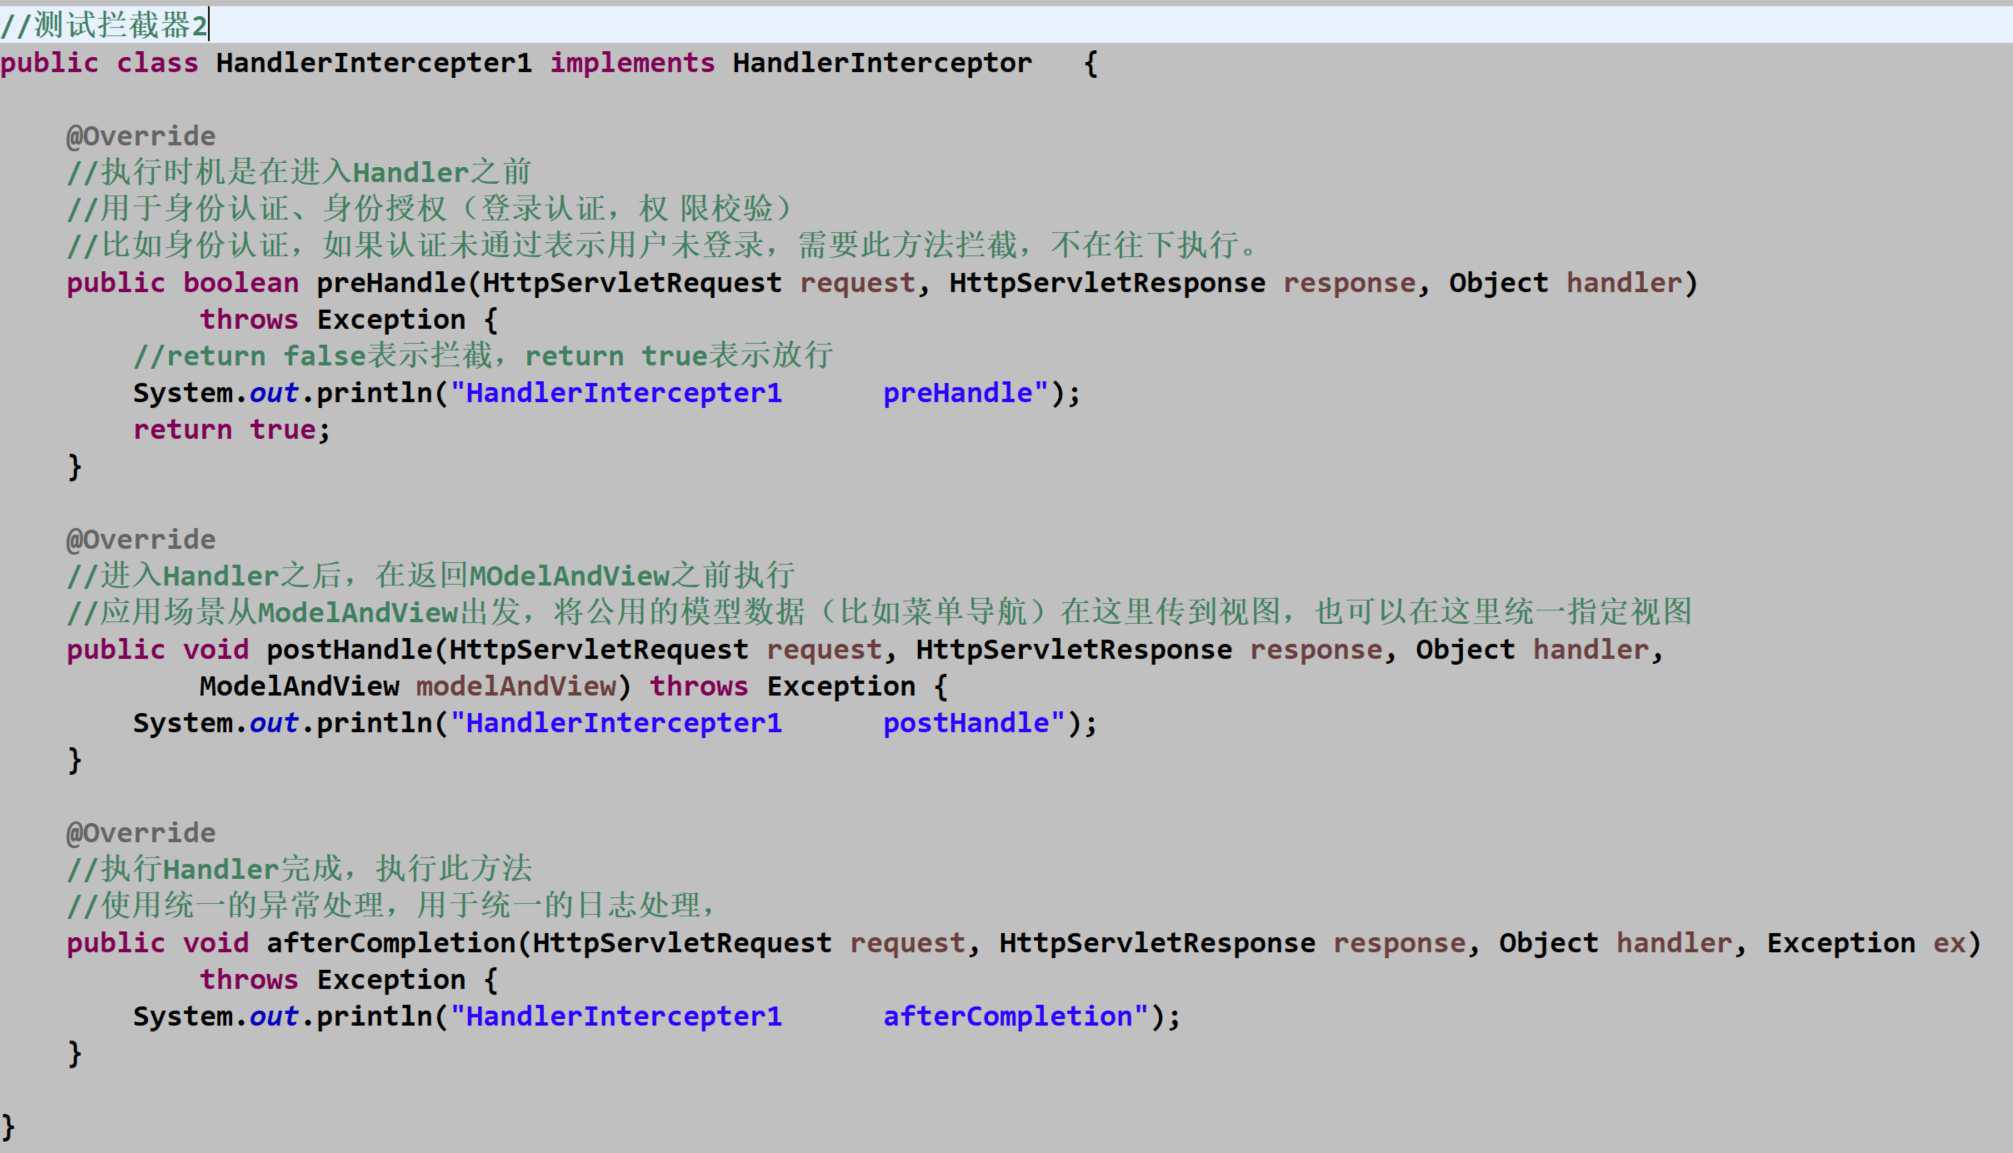 //测试拦截器2
public class HandlerIntercepter1 implements HandlerInterceptor   {
@Override
//执行时机是在进入Handler之前
//用于身份认证、身份授权（登录认证，权 限校验）
//比如身份认证，如果认证未通过表示用户未登录，需要此方法拦截，不在往下执行。
public boolean preHandle(HttpServletRequest request, HttpServletResponse response, Object handler)
throws Exception {
//return false表示拦截，return true表示放行
System.out.println("HandlerIntercepter1      preHandle");
return true;
}
@Override
//进入Handler之后，在返回MOdelAndView之前执行
//应用场景从ModelAndView出发，将公用的模型数据（比如菜单导航）在这里传到视图，也可以在这里统一指定视图
public void postHandle(HttpServletRequest request, HttpServletResponse response, Object handler,
ModelAndView modelAndView) throws Exception {
System.out.println("HandlerIntercepter1      postHandle");
}
@Override
//执行Handler完成，执行此方法
//使用统一的异常处理，用于统一的日志处理，
public void afterCompletion(HttpServletRequest request, HttpServletResponse response, Object handler, Exception ex)
throws Exception {
System.out.println("HandlerIntercepter1      afterCompletion");
}
}